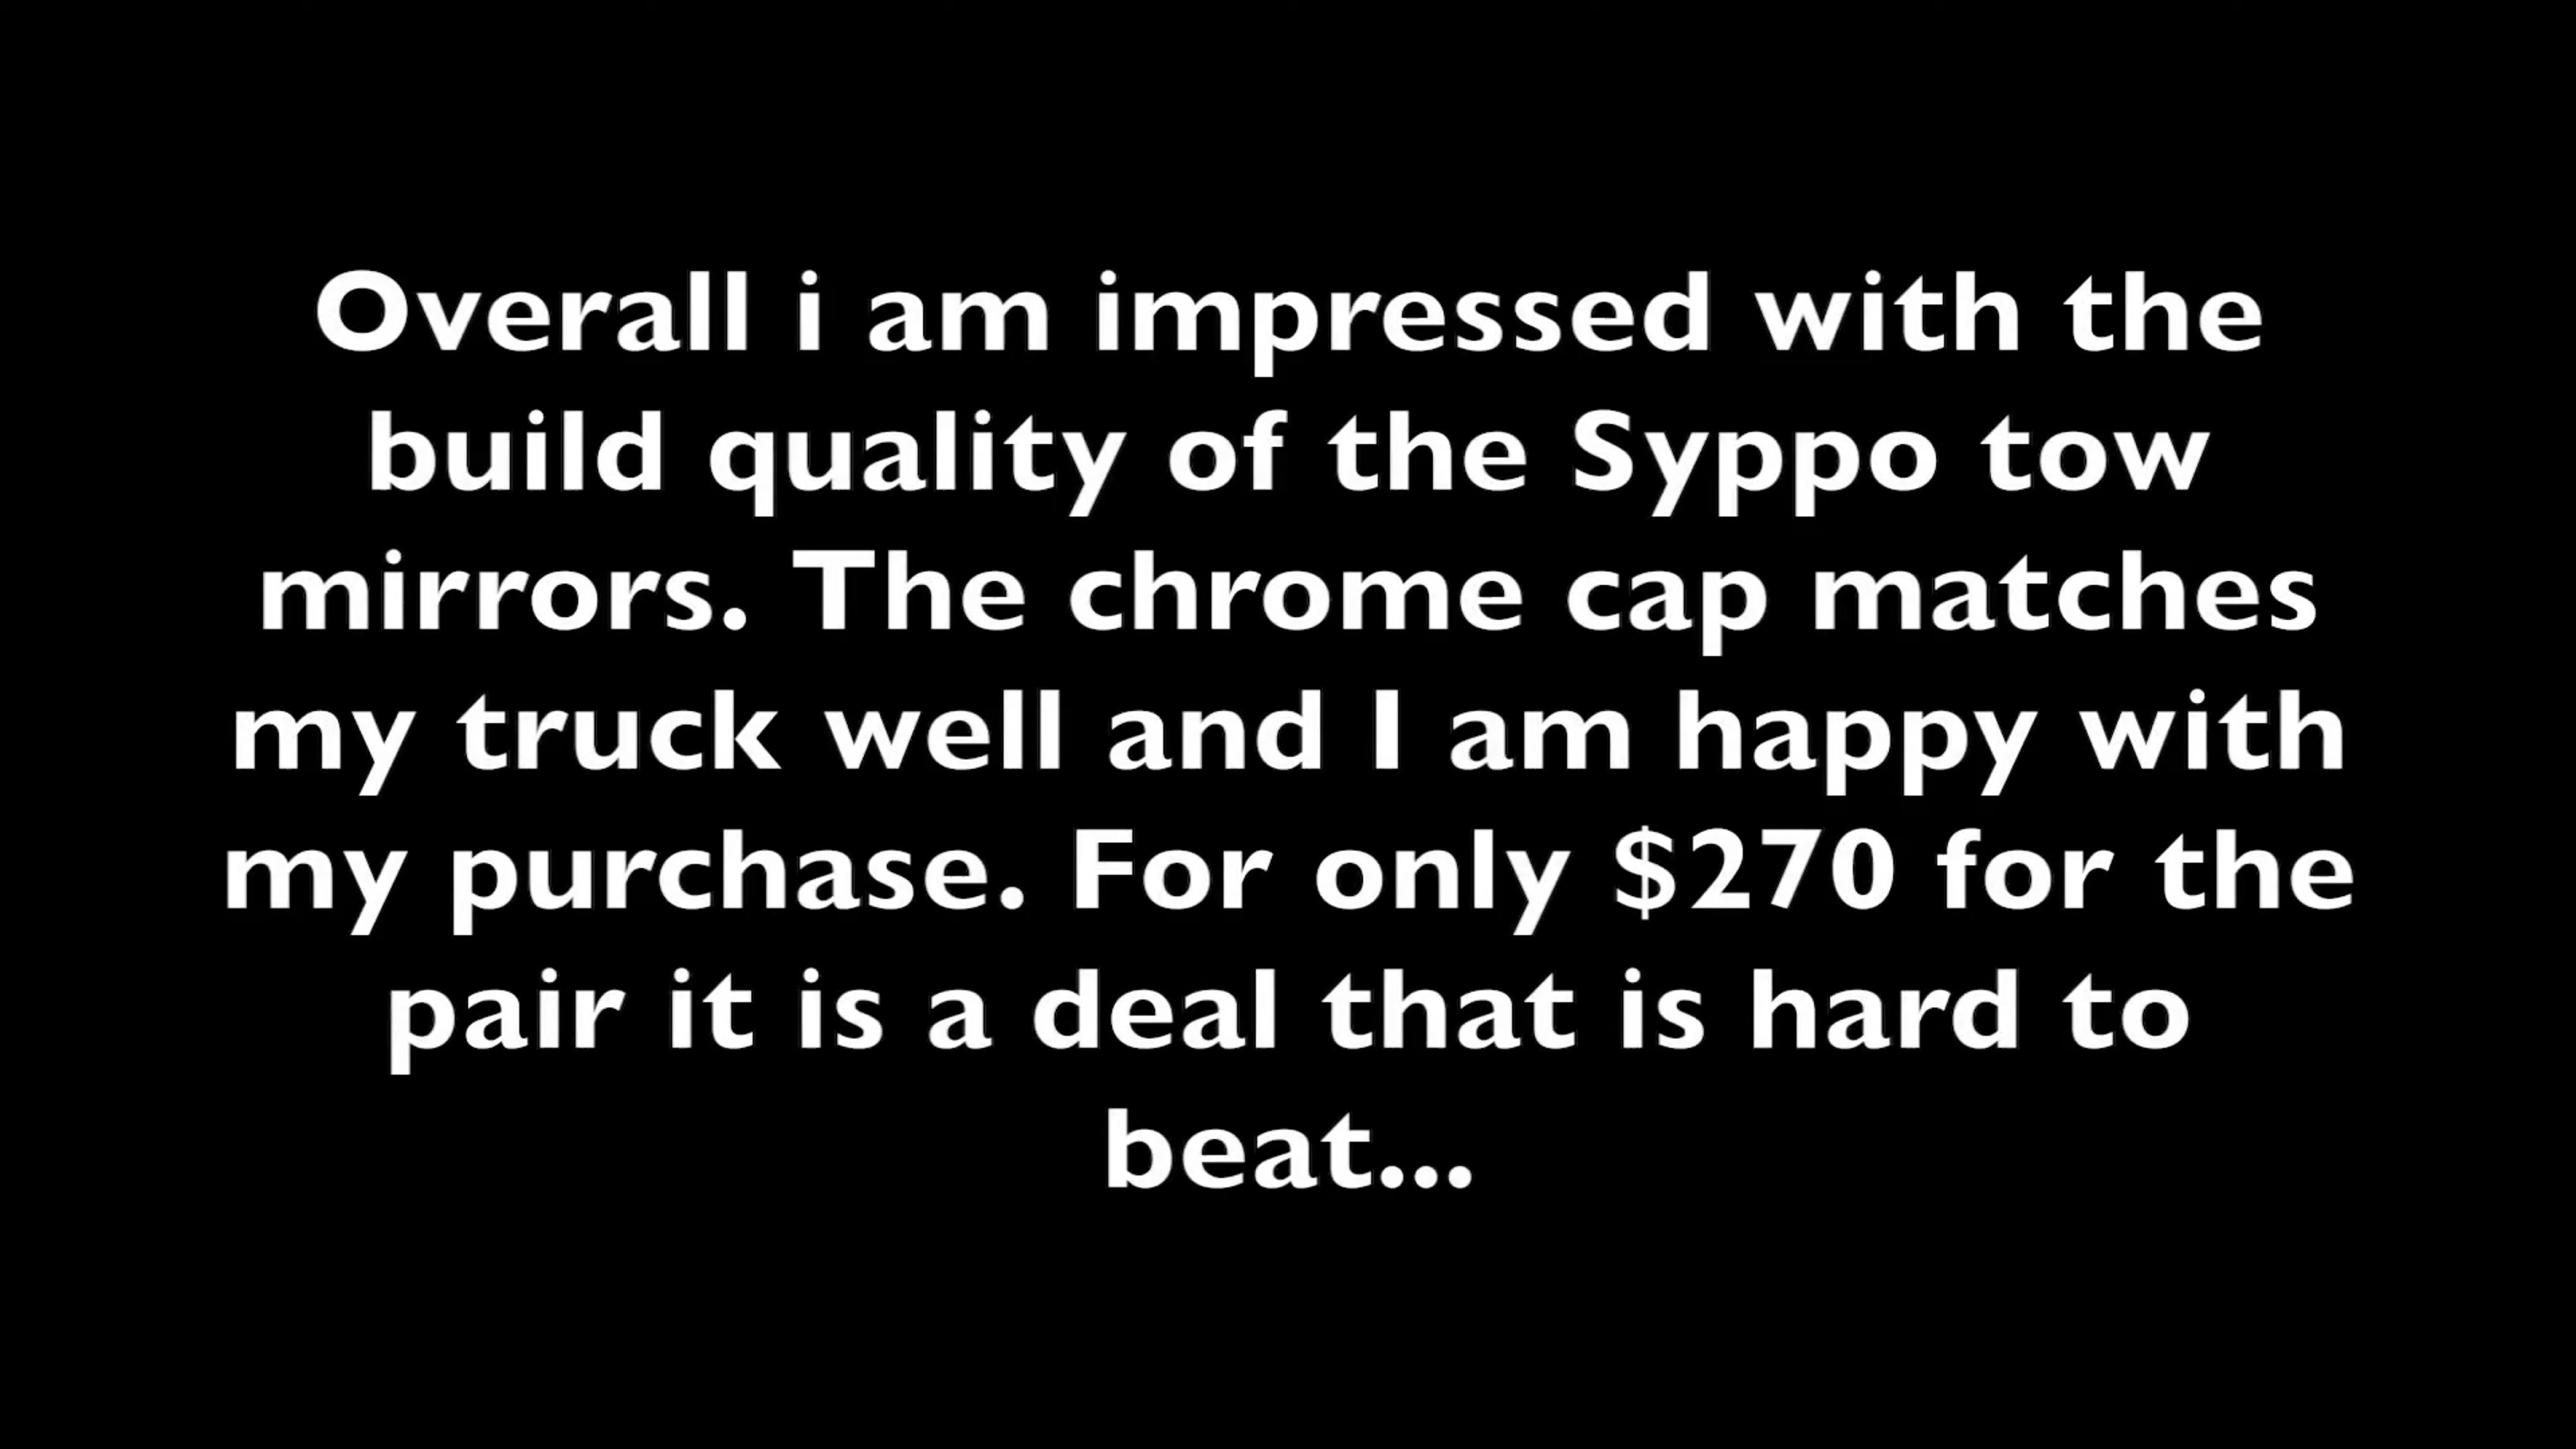 Overall i am impressed with the
build quality of the Syppo tow
mirrors. The chrome cap matches
my truck well and I am happy with
my purchase. For only $270 for the
pair it is a deal that is hard to
beat...